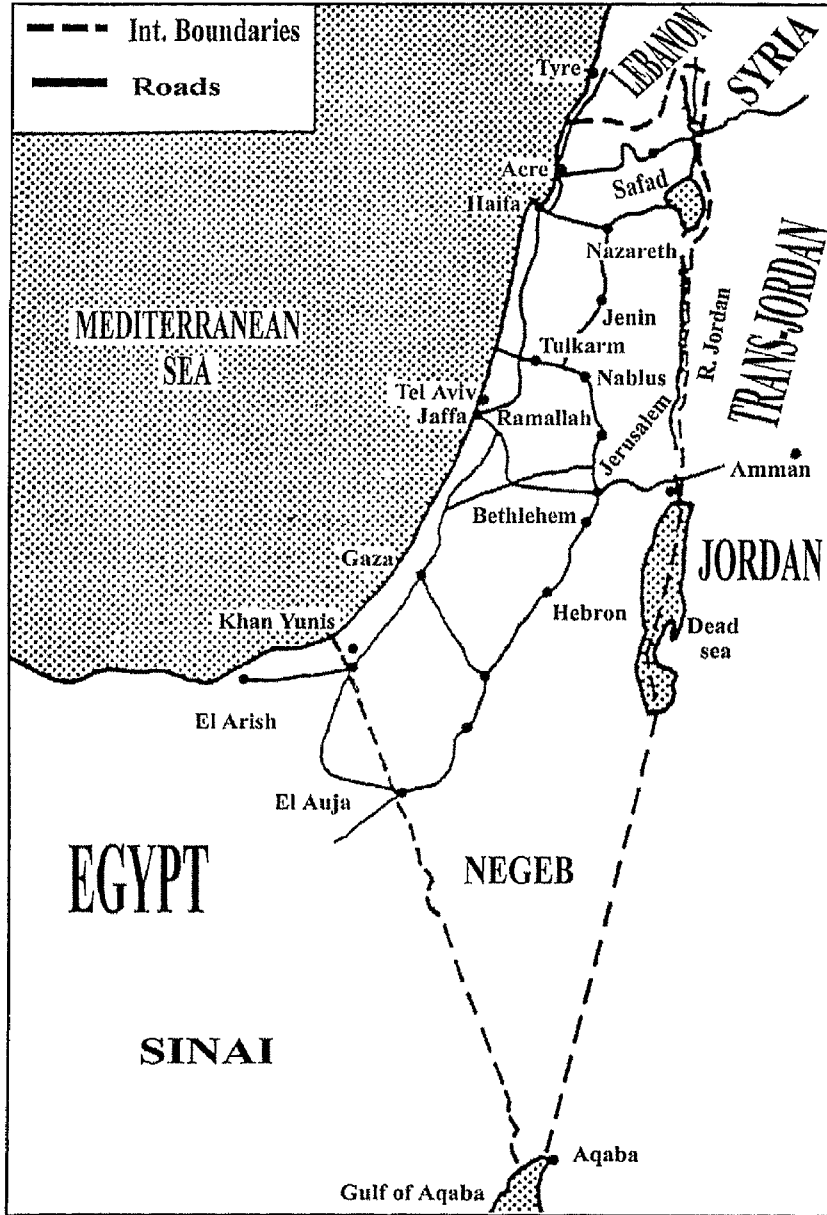 Int. Boundaries
Roads
Tyre
LEBANON
SYRIA
Acre
Safad
Haifa
Nazareth
MEDITERRANEAN
SEA
Jenin
R. Jordan
TRANS-JORDAN
Tulkarm
Nablus
Tel Aviv
Jaffa
Ramallah
Jerusalem
Amman
Bethlehem
Gaza
JORDAN
Hebron
Khan Yunis
Dead
sea
El Arish
El Auja
EGYPT
NEGEB
SINAI
Aqaba
Gulf of Aqaba